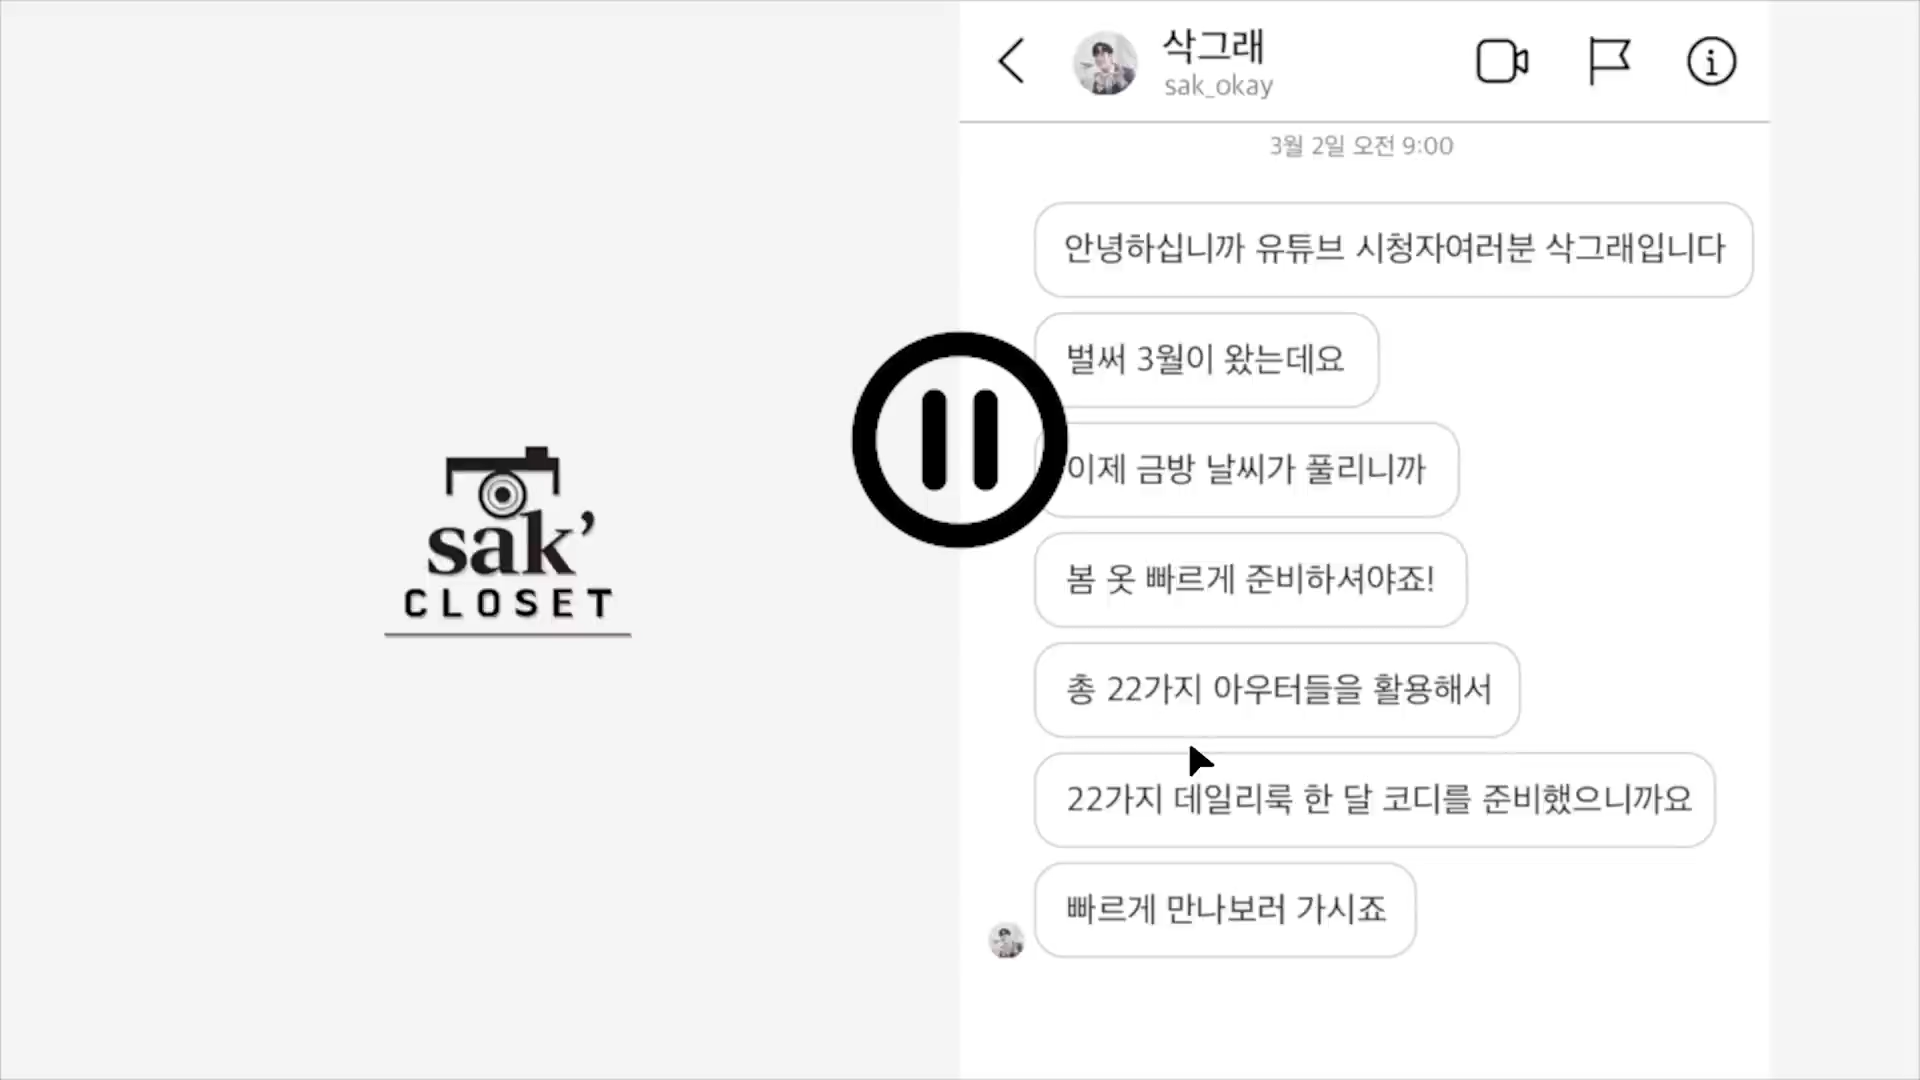 sak’
CLOSET
삭그래
sak_okay
3월 2일 오전 9:00
안녕하십니까 유튜브 시청자여러분 삭그래입니다
벌써 3월이 왔는데요
이제 금방 날씨가 풀리니까
봄 옷 빠르게 준비하셔야죠!
총 22가지 아우터들을 활용해서
22가지 데일리룩 한 달 코디를 준비했으니까요
빠르게 만나보러 가시죠